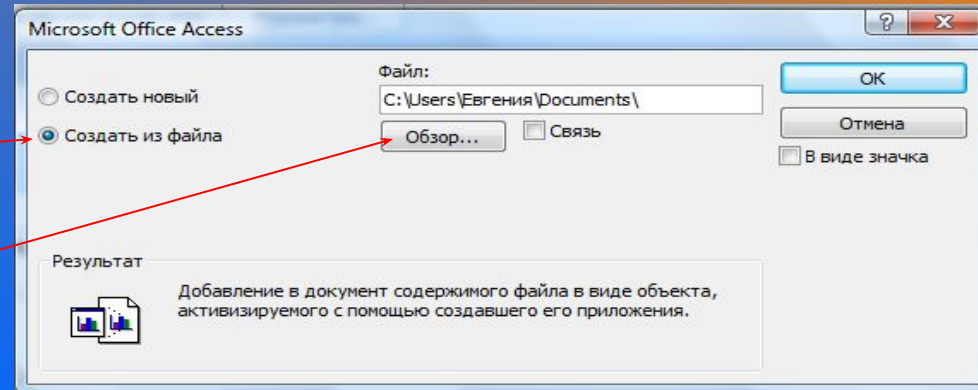 Microsoft Office Access
Файл:
Создать новый
C:\Users\Евгения\Documents\
Создать из файла
Обзор...
Связь
OK
Отмена
В виде значка
Результат
Добавление в документ содержимого файла в виде объекта,
активизируемого с помощью создавшего его приложения.